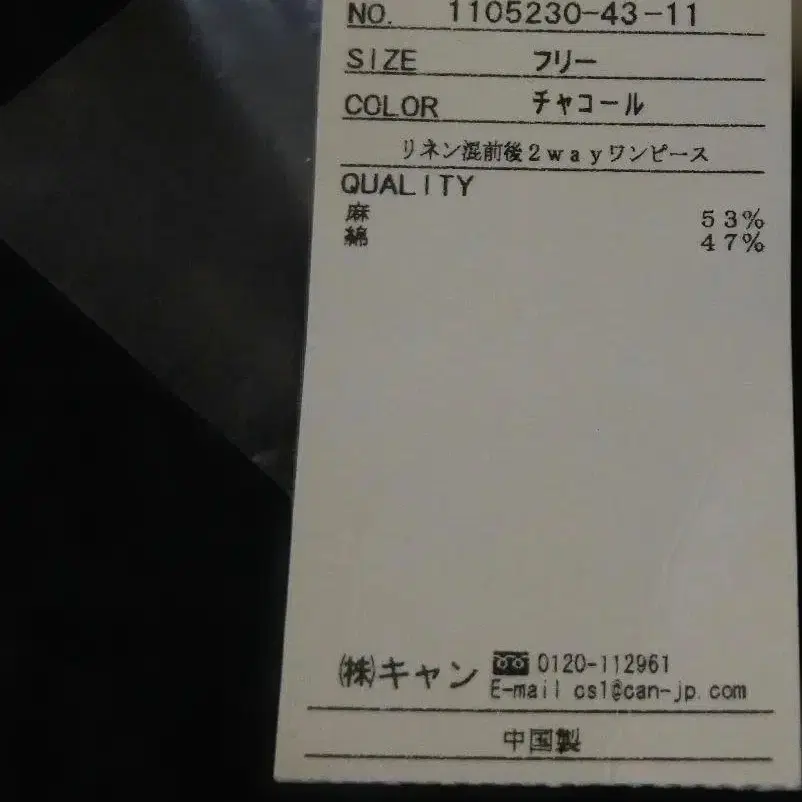 NO. 1105230-43-11
SIZE フリー
COLOR チャコール
リネン混前後2wayワンピース
QUALITY
麻 53%
綿 47%
㈱キャン 0120-112961
E-mail cs1@can-jp.com
中国製